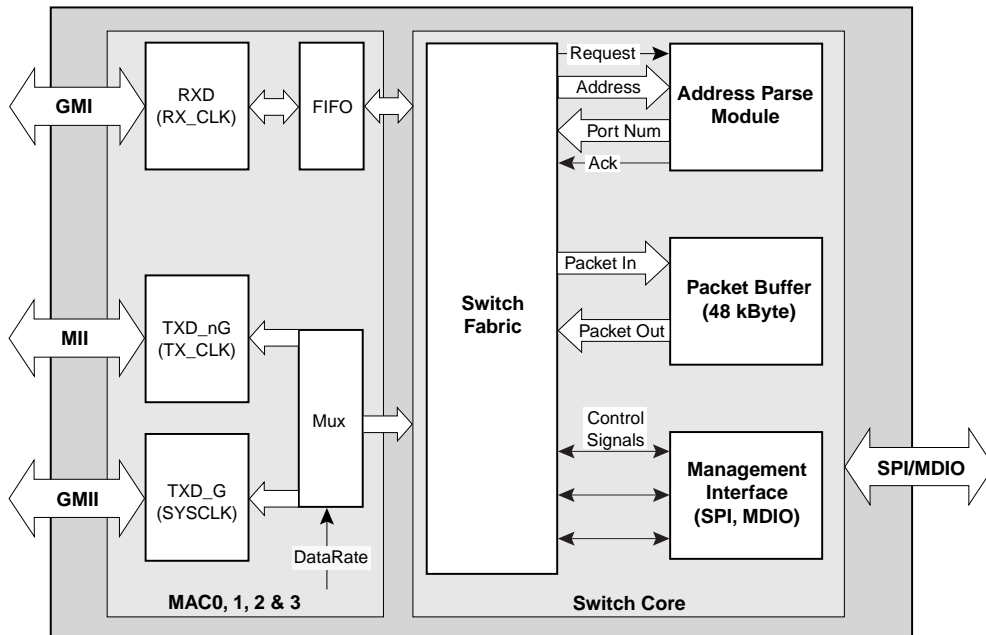 GMI
RXD
(RX_CLK)
FIFO
MII
TXD_nG
(TX_CLK)
GMII
TXD_G
(SYSCLK)
Mux
DataRate
MAC0, 1, 2 & 3
Switch
Fabric
Request
Address
Port Num
Ack
Address Parse
Module
Packet In
Packet Out
Packet Buffer
(48 kByte)
Control
Signals
Management
Interface
(SPI, MDIO)
Switch Core
SPI/MDIO